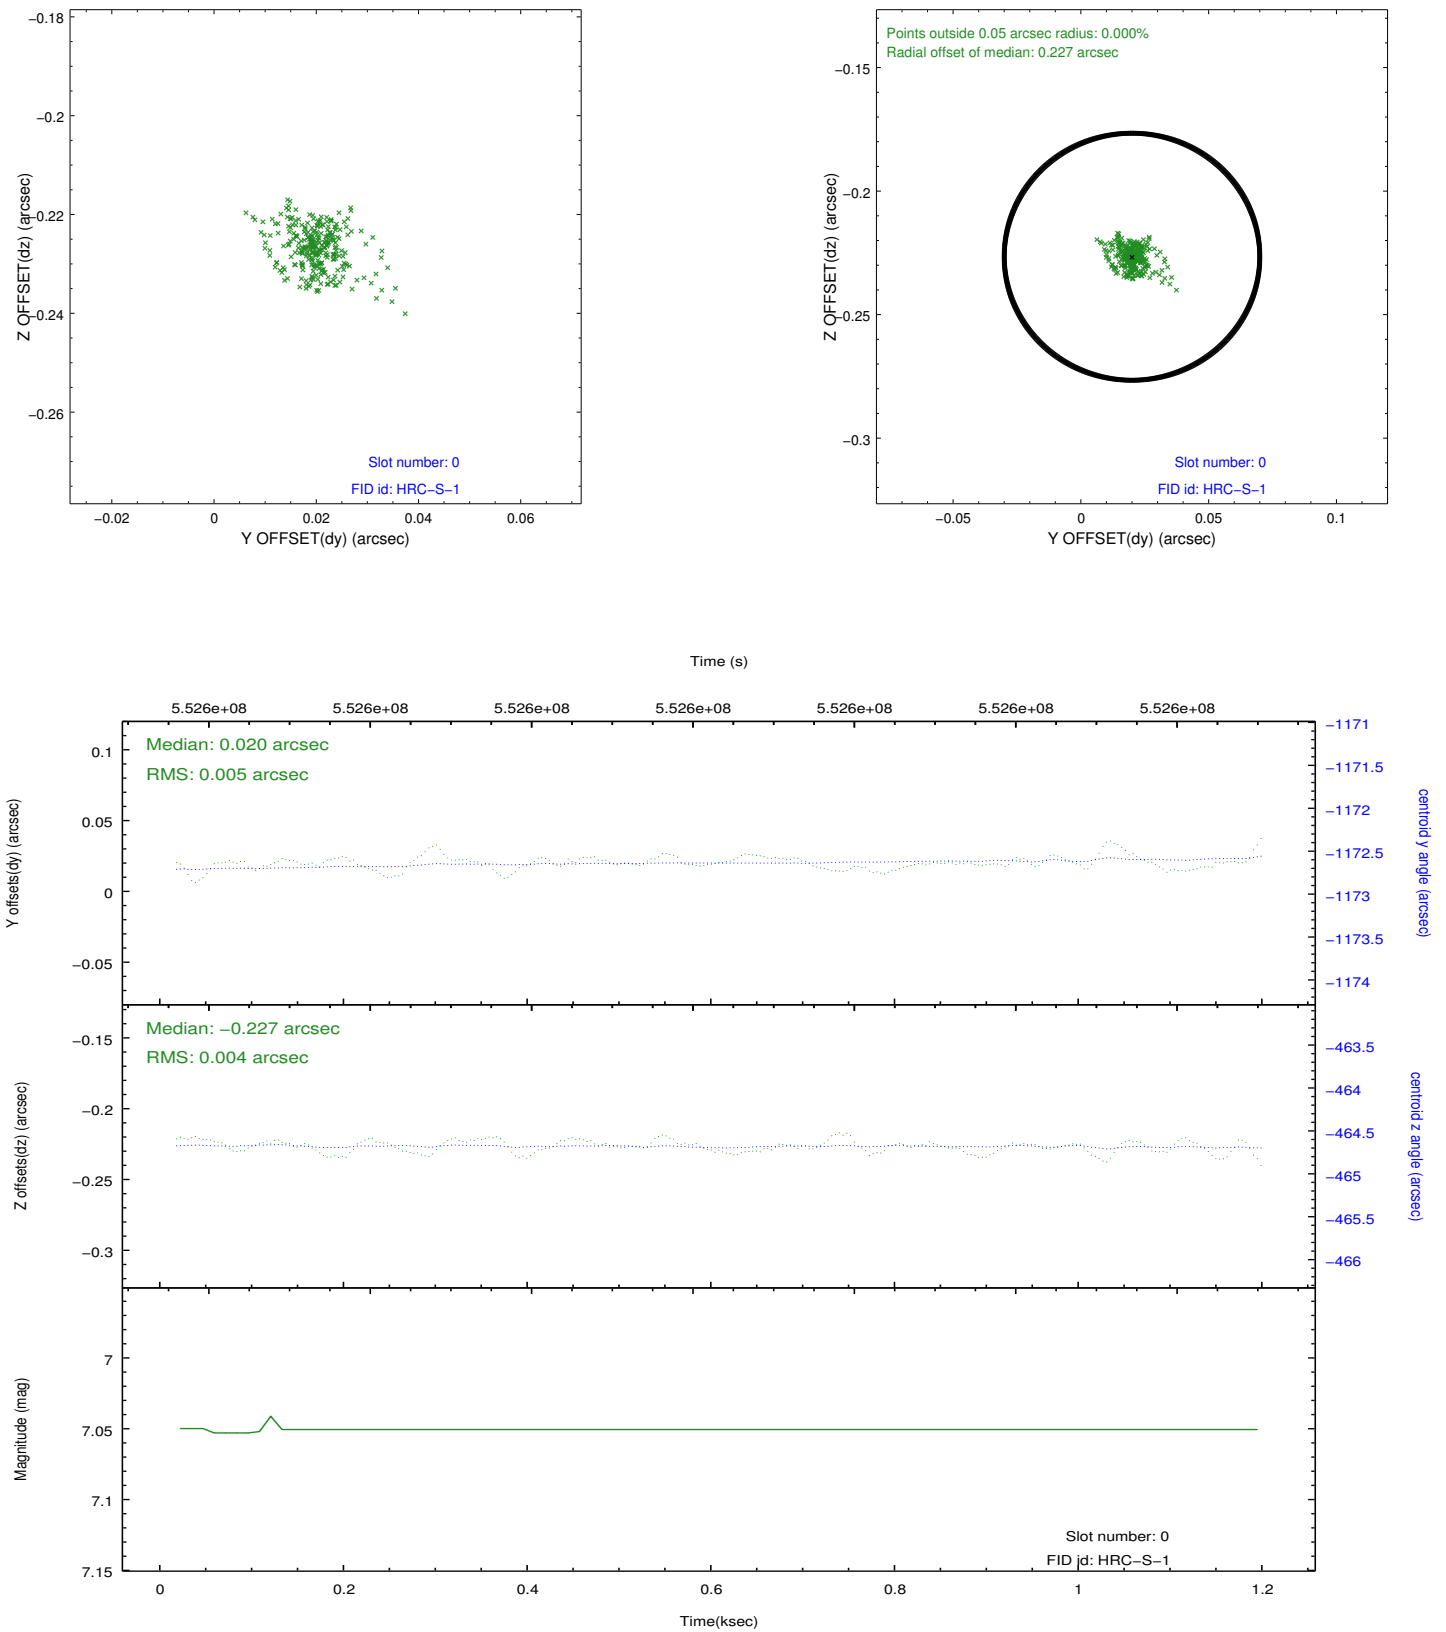 −0.18
−0.2
−0.22
−0.24
−0.26
Z OFFSET(dz) (arcsec)
−0.02
0
0.02
0.04
0.06
Y OFFSET(dy) (arcsec)
Slot number: 0
FID id: HRC−S−1
Points outside 0.05 arcsec radius: 0.000%
Radial offset of median: 0.227 arcsec
−0.15
−0.2
−0.25
−0.3
Z OFFSET(dz) (arcsec)
−0.05
0
0.05
0.1
Y OFFSET(dy) (arcsec)
Slot number: 0
FID id: HRC−S−1
Time (s)
5.526e+08
5.526e+08
5.526e+08
5.526e+08
5.526e+08
5.526e+08
5.526e+08
Median: 0.020 arcsec
RMS: 0.005 arcsec
0.1
0.05
0
−0.05
Y offsets(dy) (arcsec)
−1171
−1171.5
−1172
−1172.5
−1173
−1173.5
−1174
centroid y angle (arcsec)
Median: −0.227 arcsec
RMS: 0.004 arcsec
−0.15
−0.2
−0.25
−0.3
Z offsets(dz) (arcsec)
−463.5
−464
−464.5
−465
−465.5
−466
centroid z angle (arcsec)
7
7.05
7.1
7.15
Magnitude (mag)
Slot number: 0
FID id: HRC−S−1
0
0.2
0.4
0.6
0.8
1
1.2
Time(ksec)